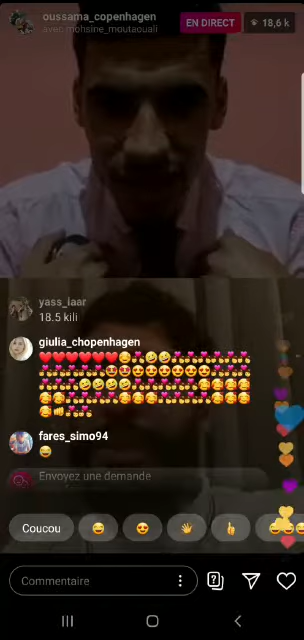 oussama_copenhagen
avec mohsine_moutaouali
EN DIRECT
18,6 k
yass_laar
18.5 kili
giulia_chopenhagen
fares_simo94
Envoyez une demande
Coucou
Commentaire